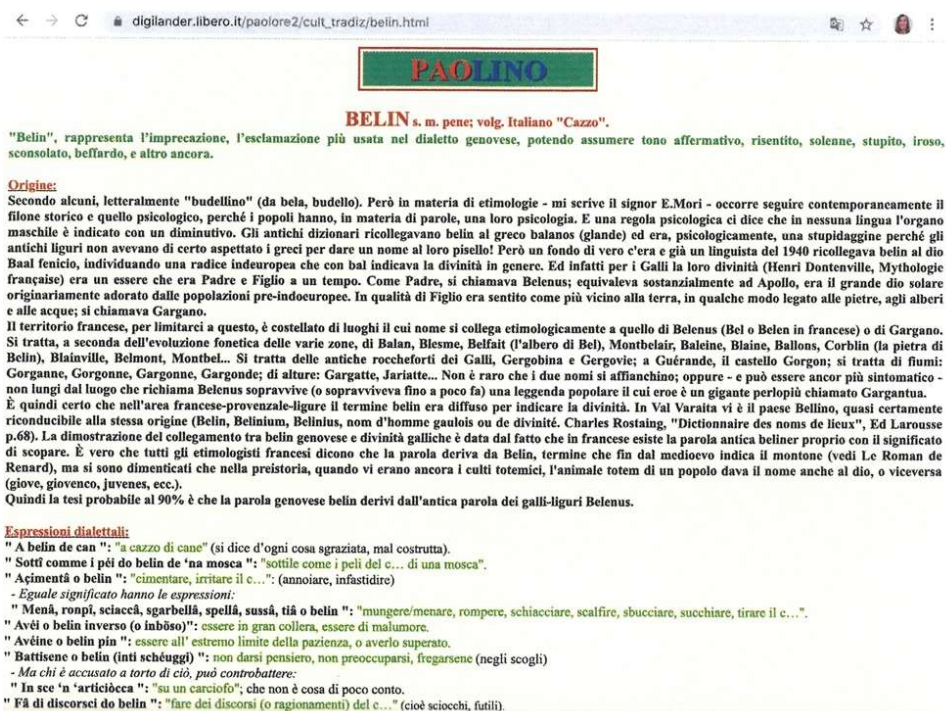 digilander.libero.it/paolore2/cult_tradiz/belin.html
PAOLINO
BELIN s. m. pene; volg. Italiano "Cazzo".
"Belin", rappresenta l'imprecazione, l'esclamazione più usata nel dialetto genovese, potendo assumere tono affermativo, risentito, solenne, stupito, iroso,
sconsolato, beffardo, e altro ancora.
Origine:
Secondo alcuni, letteralmente "budellino" (da bela, budello). Però in materia di etimologie - mi scrive il signor E.Mori - occorre seguire contemporaneamente il
filone storico e quello psicologico, perché i popoli hanno, in materia di parole, una loro psicologia. E una regola psicologica ci dice che in nessuna lingua l'organo
maschile è indicato con un diminutivo. Gli antichi dizionari ricollegavano belin al greco balanos (glande) ed era, psicologicamente, una stupidaggine perché gli
antichi liguri non avevano di certo aspettato i greci per dare un nome al loro pisello! Però un fondo di vero c'era e già un linguista del 1940 ricollegava belin al dio
Baal fenicio, individuando una radice indeuropea che con bal indicava la divinità in genere. Ed infatti per i Galli la loro divinità (Henri Dontenville, Mythologie
française) era un essere che era Padre e Figlio a un tempo. Come Padre, si chiamava Belenus; equivaleva sostanzialmente ad Apollo, era il grande dio solare
originariamente adorato dalle popolazioni pre-indoeuropee. In qualità di Figlio era sentito come più vicino alla terra, in qualche modo legato alle pietre, agli alberi
e alle acque; si chiamava Gargano.
Il territorio francese, per limitarci a questo, è costellato di luoghi il cui nome si collega etimologicamente a quello di Belenus (Bel o Belen in francese) o di Gargano.
Si tratta, a seconda dell'evoluzione fonetica delle varie zone, di Balan, Blesme, Belfait (l'albero di Bel), Montbelair, Baleine, Blaine, Ballons, Corblin (la pietra di
Belin), Blainville, Belmont, Montbel... Si tratta delle antiche roccheforti dei Galli, Gergobina e Gergovie; a Guérande, il castello Gorgon; si tratta di fiumi:
Gorganne, Gorgonne, Gargonne, Gargonde; di alture: Gargatte, Jariatte... Non è raro che i due nomi si affianchino; oppure - e può essere ancor più sintomatico -
non lungi dal luogo che richiama Belenus sopravvive (o sopravviveva fino a poco fa) una leggenda popolare il cui eroe è un gigante perlopiù chiamato Gargantua.
È quindi certo che nell'area francese-provenzale-ligure il termine belin era diffuso per indicare la divinità. In Val Varaita vi è il paese Bellino, quasi certamente
riconducibile alla stessa origine (Belin, Belinium, Belinlus, nom d'homme gaulois ou de divinité. Charles Rostaing, "Dictionnaire des noms de lieux", Ed Larousse
p.68). La dimostrazione del collegamento tra belin genovese e divinità galliche è data dal fatto che in francese esiste la parola antica beliner proprio con il significato
di scopare. È vero che tutti gli etimologisti francesi dicono che la parola deriva da Belin, termine che fin dal medioevo indica il montone (vedi Le Roman de
Renard), ma si sono dimenticati che nella preistoria, quando vi erano ancora i culti totemici, l'animale totem di un popolo dava il nome anche al dio, o viceversa
(giove, giovenco, juvenes, ecc.).
Quindi la tesi probabile al 90% è che la parola genovese belin derivi dall'antica parola dei galli-liguri Belenus.
Espressioni dialettali:
" A belin de can ": "a cazzo di cane" (si dice d'ogni cosa sgraziata, mal costrutta).
" Sottî comme i péi do belin de 'na mosca ": "sottile come i peli del c... di una mosca".
" Açimentâ o belin ": "cimentare, irritare il c…": (annoiare, infastidire)
- Eguale significato hanno le espressioni:
" Menâ, ronpî, sciaccâ, sgarbellâ, spellâ, sussâ, tiâ o belin ": "mungere/menare, rompere, schiacciare, scalfire, sbucciare, succhiare, tirare il c…".
" Avéi o belin inverso (o inböso)": essere in gran collera, essere di malumore.
" Avéine o belin pin ": essere all' estremo limite della pazienza, o averlo superato.
" Battisene o belin (inti schéuggi) ": non darsi pensiero, non preoccuparsi, fregarsene (negli scogli)
- Ma chi è accusato a torto di ciò, può controbattere:
" In sce 'n 'articiòcca ": "su un carciofo"; che non è cosa di poco conto.
" Fâ di discorsci do belin ": "fare dei discorsi (o ragionamenti) del c…" (cioè sciocchi, futili).